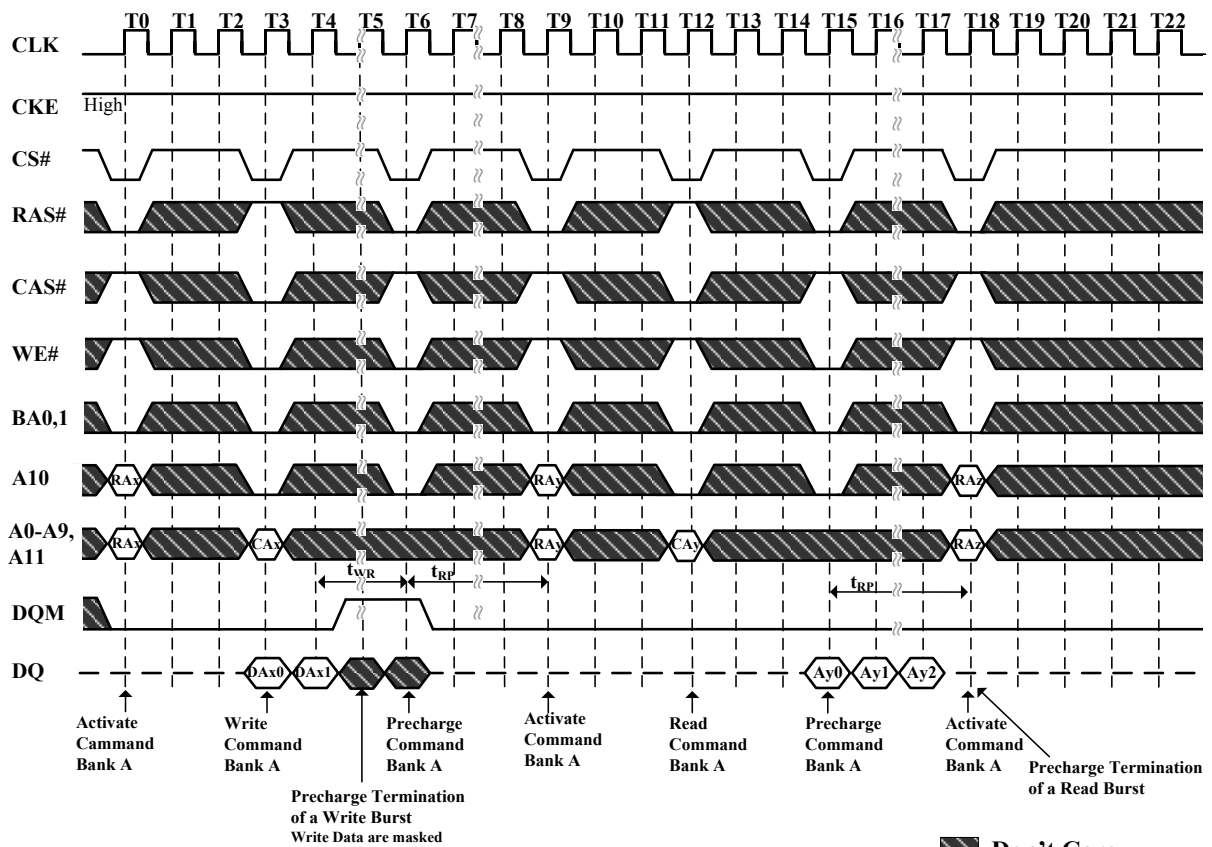 T0 T1 T2 T3 T4 T5 T6 T7 T8 T9 T10 T11 T12 T13 T14 T15 T16 T17 T18 T19 T20 T21 T22
CLK
CKE High
CS#
RAS#
CAS#
WE#
BA0,1
A10 RAx RAy RAz
A0-A9, A11 RAx CAx RAy CAy RAz
tWR tRP tRP
DQM
DQ DAx0 DAx1 Ay0 Ay1 Ay2
Activate
Cammand
Bank A
Write
Command
Bank A
Precharge
Command
Bank A
Activate
Command
Bank A
Read
Command
Bank A
Precharge
Command
Bank A
Activate
Command
Bank A
Precharge Termination
of a Read Burst
Precharge Termination
of a Write Burst
Write Data are masked